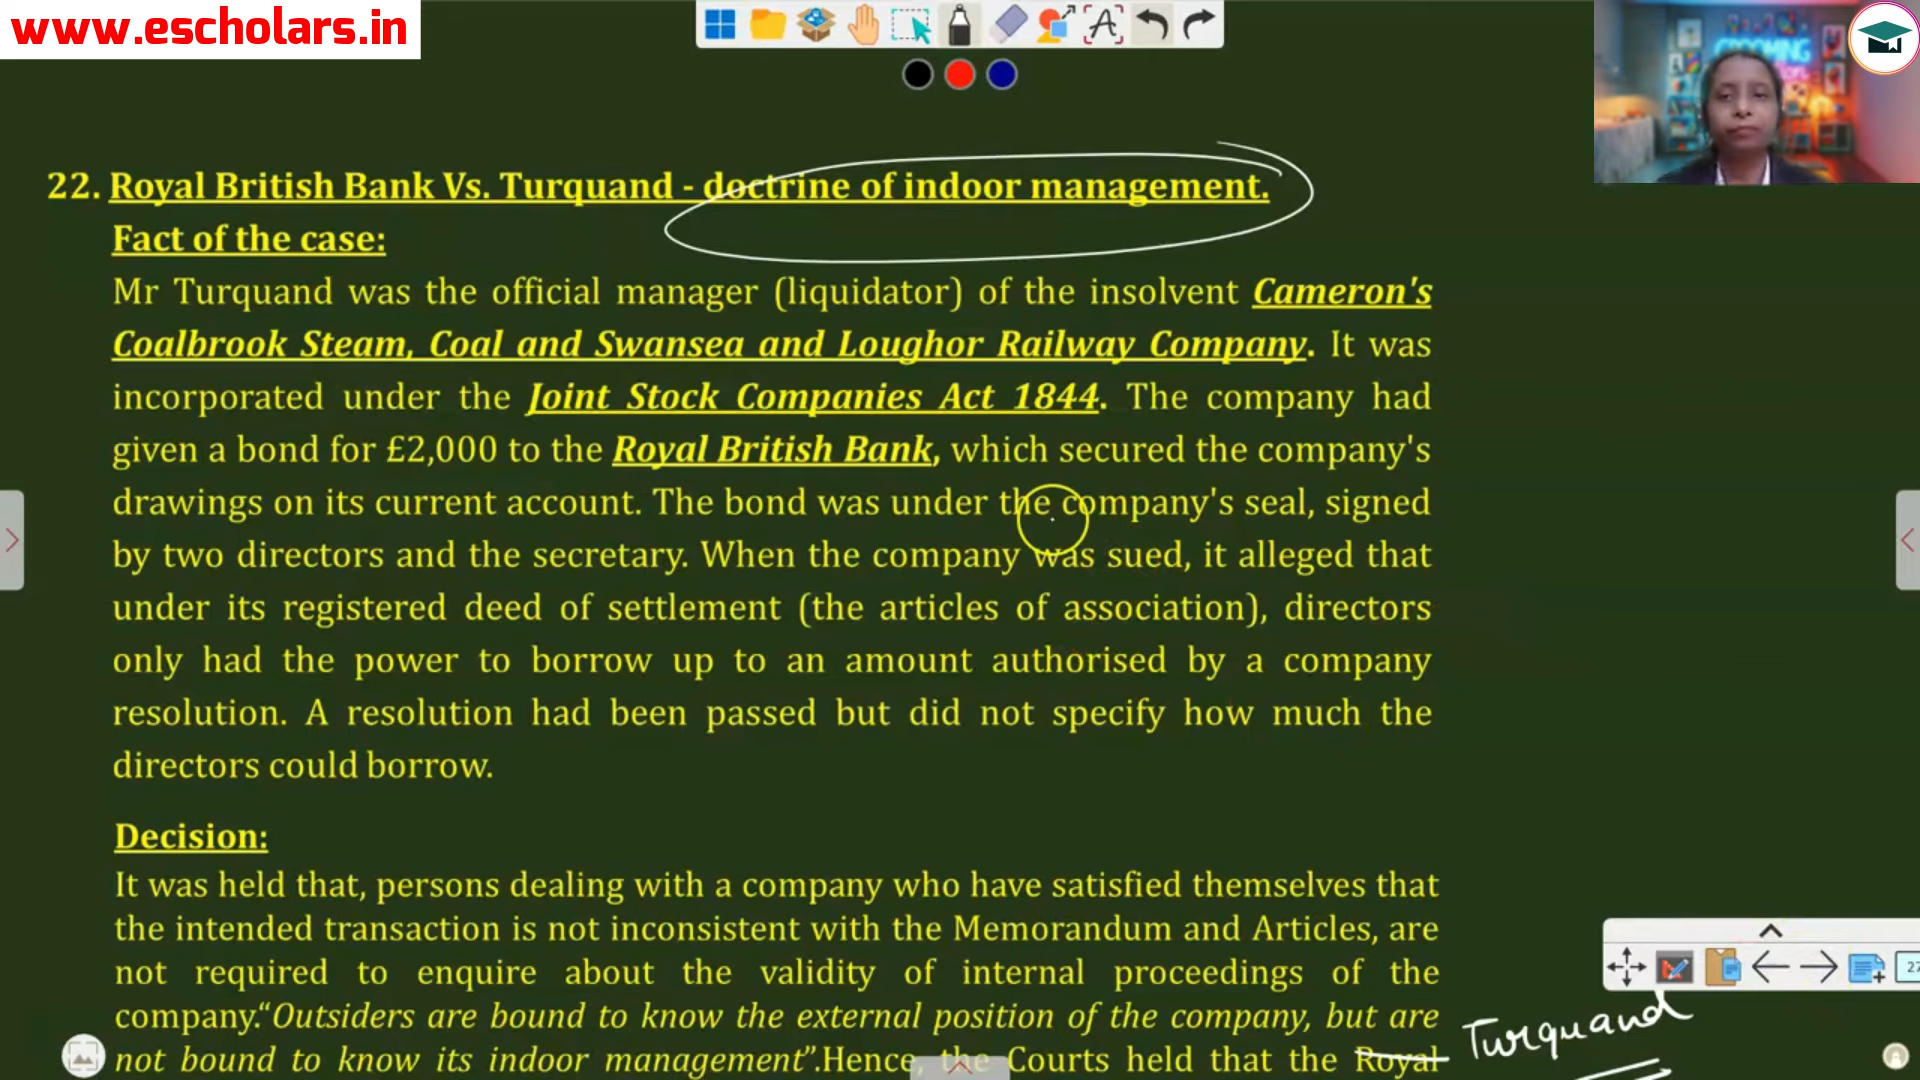 www.escholars.in
22. Royal British Bank Vs. Turquand - doctrine of indoor management.
Fact of the case:
Mr Turquand was the official manager (liquidator) of the insolvent Cameron's
Coalbrook Steam, Coal and Swansea and Loughor Railway Company. It was
incorporated under the Joint Stock Companies Act 1844. The company had
given a bond for £2,000 to the Royal British Bank, which secured the company's
drawings on its current account. The bond was under the company's seal, signed
by two directors and the secretary. When the company was sued, it alleged that
under its registered deed of settlement (the articles of association), directors
only had the power to borrow up to an amount authorised by a company
resolution. A resolution had been passed but did not specify how much the
directors could borrow.
Decision:
It was held that, persons dealing with a company who have satisfied themselves that
the intended transaction is not inconsistent with the Memorandum and Articles, are
not required to enquire about the validity of internal proceedings of the
company.“Outsiders are bound to know the external position of the company, but are
not bound to know its indoor management”.Hence, the Courts held that the Royal
Turquand
27